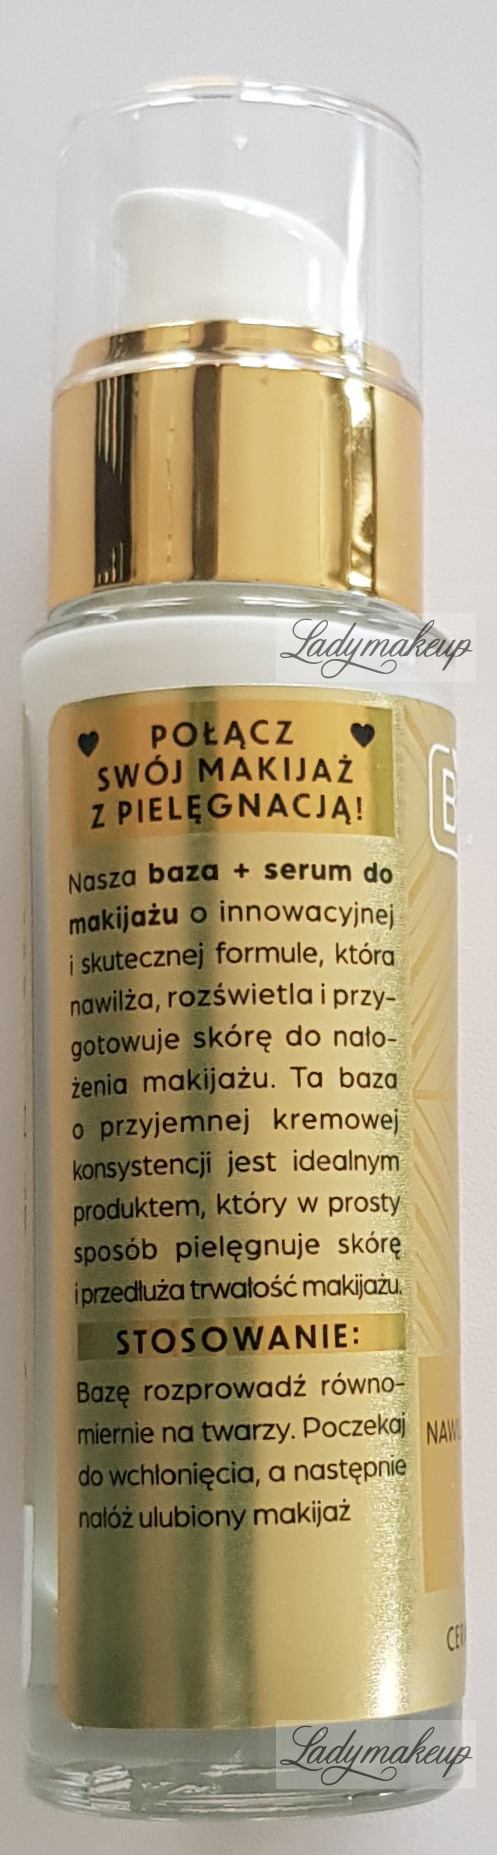 Ladymakeup
♥ POŁĄCZ ♥
SWÓJ MAKIJAŻ
Z PIELĘGNACJĄ!
Nasza baza + serum do
makijażu o innowacyjnej
i skutecznej formule, która
nawilża, rozświetla i przy-
gotowuje skórę do nało-
żenia makijażu. Ta baza
o przyjemnej kremowej
konsystencji jest idealnym
produktem, który w prosty
sposób pielęgnuje skórę
i przedłuża trwałość makijażu.
STOSOWANIE:
Bazę rozprowadź równo-
miernie na twarzy. Poczekaj
do wchłonięcia, a następnie
nałóż ulubiony makijaż
Ladymakeup